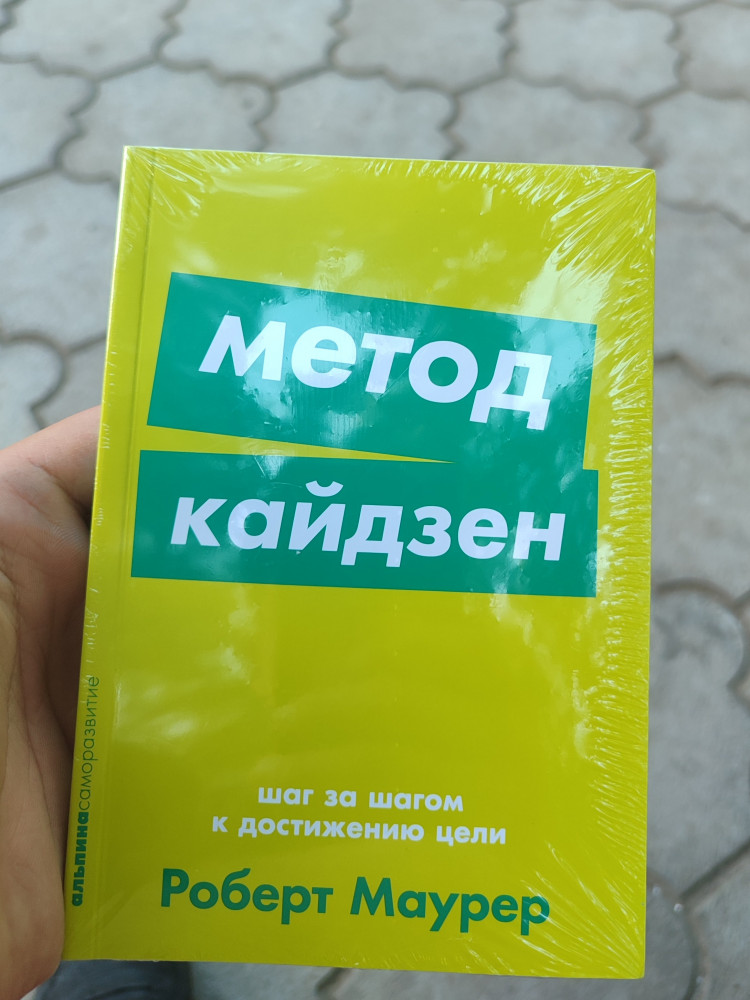 метод
кайдзен
шаг за шагом
к достижению цели
Роберт Маурер
альпинасаморазвитие